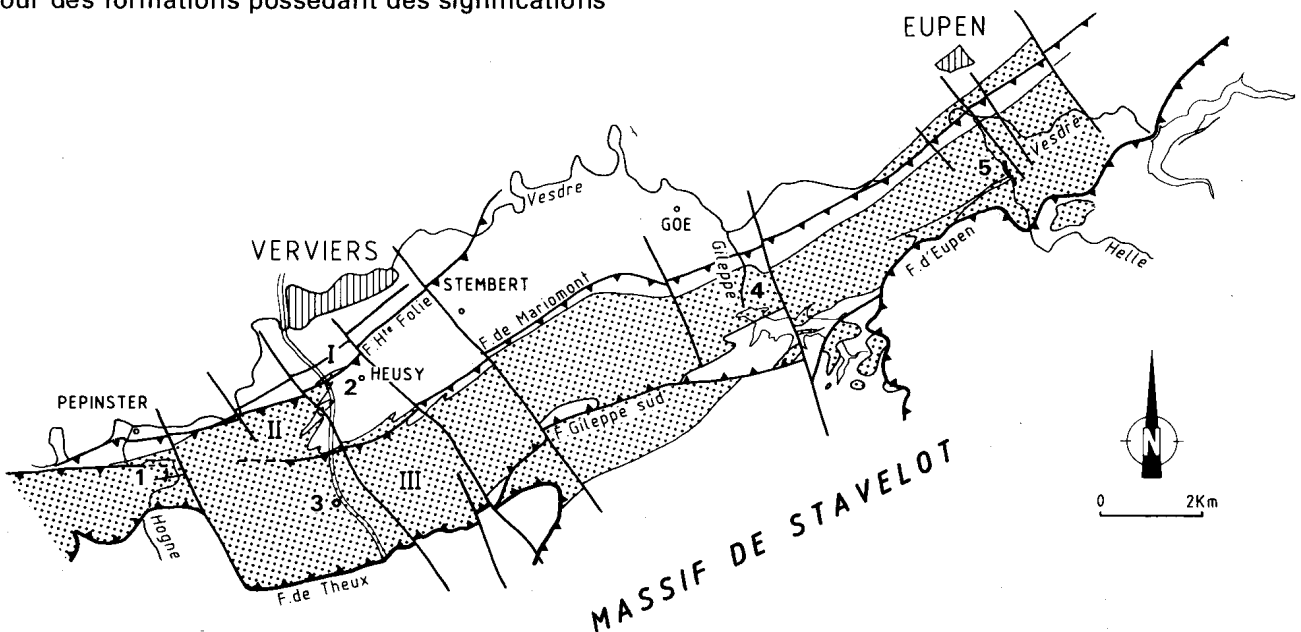 our des formations possédant des significations
EUPEN
Vesdre
5
Vesdre
GOE
Gileppe
Helle
F. d'Eupen
VERVIERS
STEMBERT
F. Hte Folie
F. de Mariomont
4
I
2
HEUSY
PEPINSTER
II
F. Gileppe sud
1
III
3
N
0 2Km
Hogne
F. de Theux
MASSIF DE STAVELOT